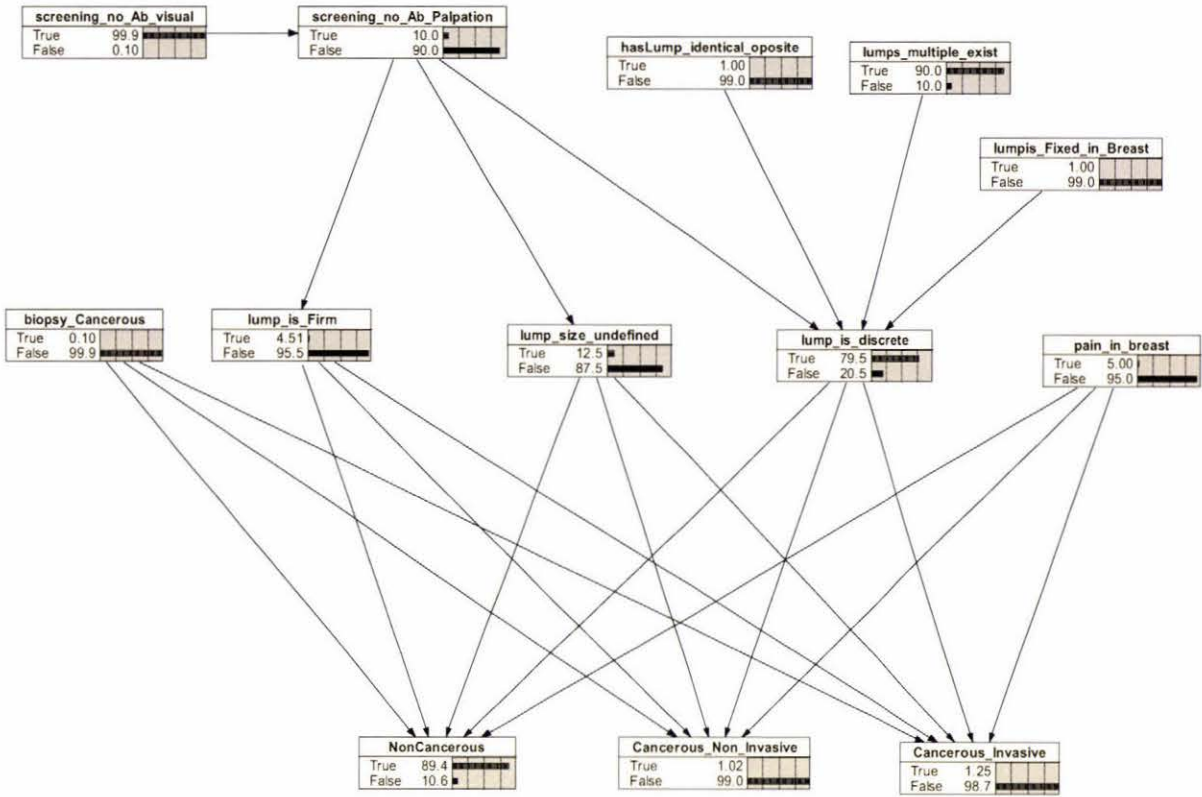 screening_no_Ab_visual
True 99.9
False 0.10
screening_no_Ab_Palpation
True 10.0
False 90.0
hasLump_identical_oposite
True 1.00
False 99.0
lumps_multiple_exist
True 90.0
False 10.0
lumpis_Fixed_in_Breast
True 1.00
False 99.0
biopsy_Cancerous
True 0.10
False 99.9
lump_is_Firm
True 4.51
False 95.5
lump_size_undefined
True 12.5
False 87.5
lump_is_discrete
True 79.5
False 20.5
pain_in_breast
True 5.00
False 95.0
NonCancerous
True 89.4
False 10.6
Cancerous_Non_Invasive
True 1.02
False 99.0
Cancerous_Invasive
True 1.25
False 98.7